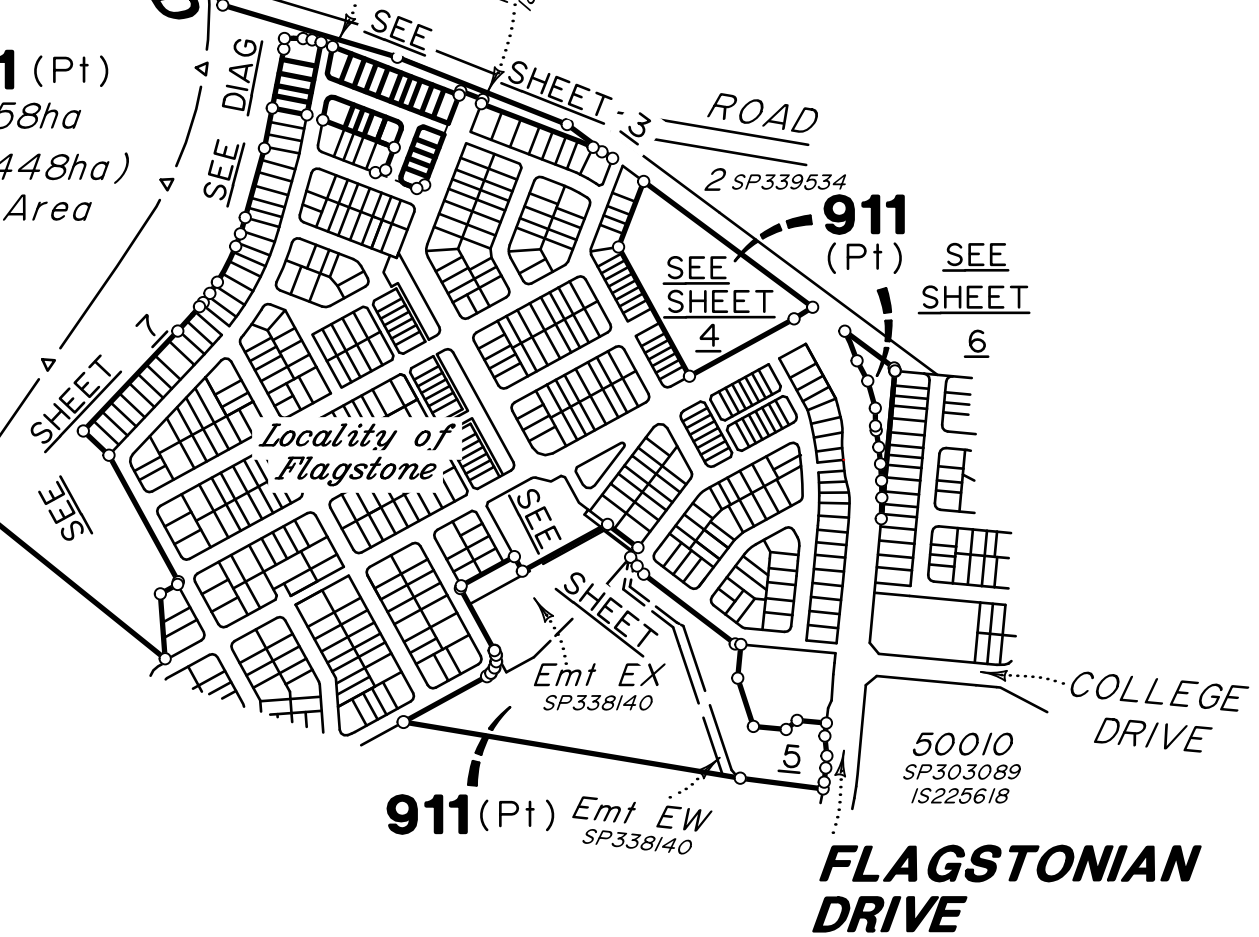 SEE
SHEET 3
ROAD
2 SP339534
911
(Pt)
SEE
SHEET
6
SEE
SHEET
4
1 (Pt)
58ha
448ha)
Area
SEE DIAG
SEE SHEET 7
Locality of
Flagstone
SEE
SHEET
5
Emt EX
SP338140
911 (Pt)
Emt EW
SP338140
COLLEGE
DRIVE
50010
SP303089
IS225618
FLAGSTONIAN
DRIVE